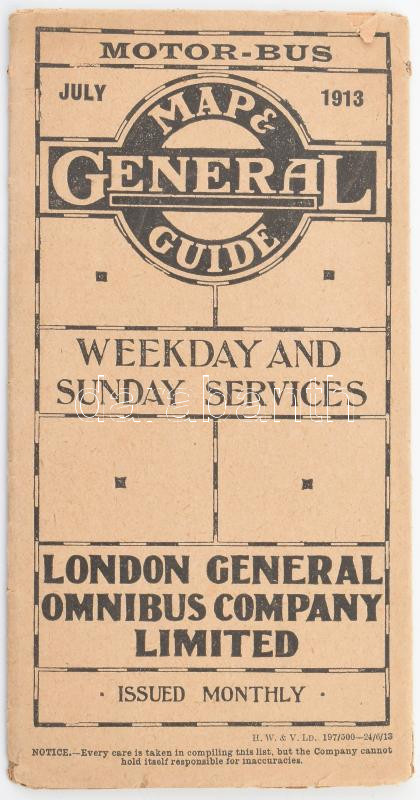 MOTOR-BUS
JULY 1913
MAP &
GENERAL
GUIDE
WEEKDAY AND
SUNDAY SERVICES
darabanth
LONDON GENERAL
OMNIBUS COMPANY
LIMITED
· ISSUED MONTHLY ·
H. W. & V. LD. 197/500—24/6/13
NOTICE.—Every care is taken in compiling this list, but the Company cannot
hold itself responsible for inaccuracies.